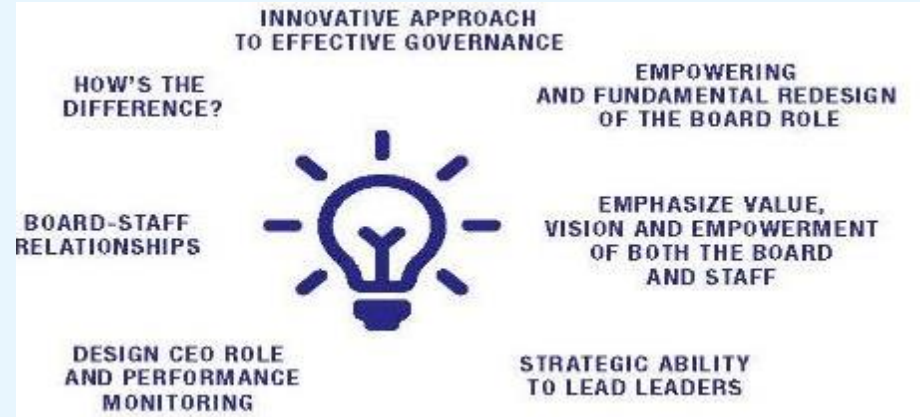 INNOVATIVE APPROACH
TO EFFECTIVE GOVERNANCE
HOW'S THE
DIFFERENCE?
EMPOWERING
AND FUNDAMENTAL REDESIGN
OF THE BOARD ROLE
BOARD-STAFF
RELATIONSHIPS
EMPHASIZE VALUE,
VISION AND EMPOWERMENT
OF BOTH THE BOARD
AND STAFF
DESIGN CEO ROLE
AND PERFORMANCE
MONITORING
STRATEGIC ABILITY
TO LEAD LEADERS